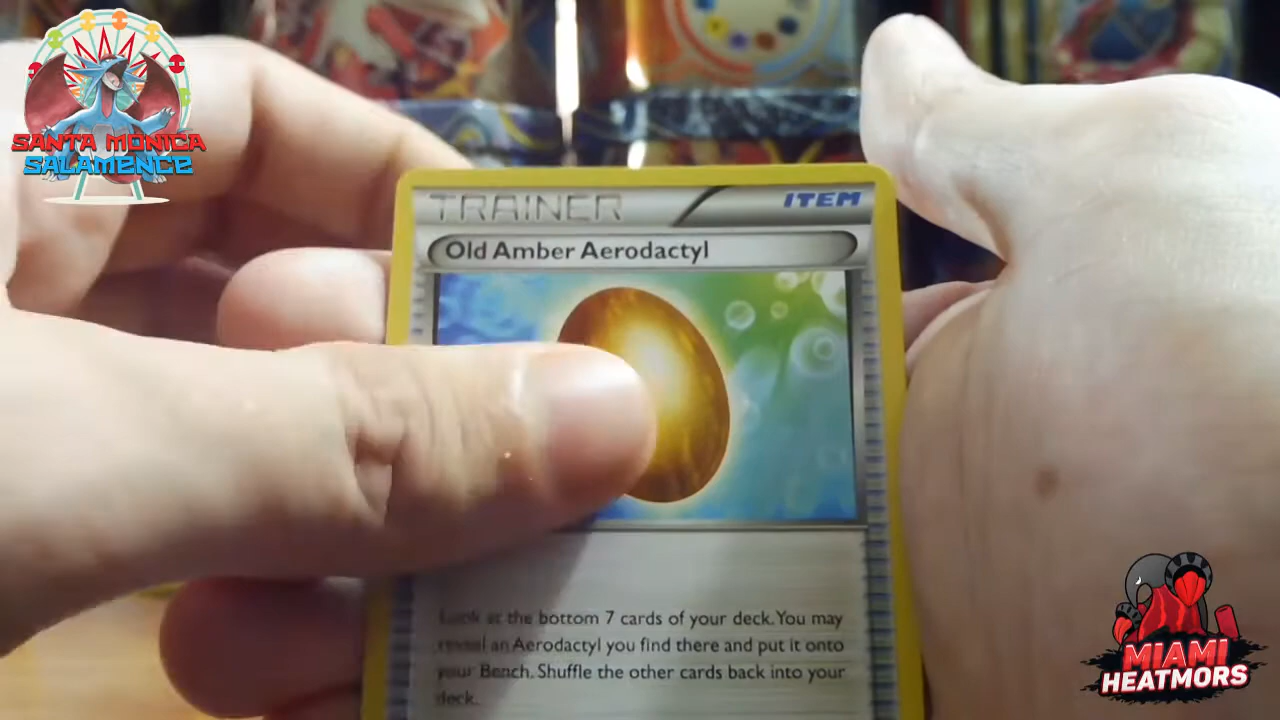 SANTA MONICA
SALAMENCE
TRAINER
ITEM
Old Amber Aerodactyl
Look at the bottom 7 cards of your deck. You may
reveal an Aerodactyl you find there and put it onto
your Bench. Shuffle the other cards back into your
deck.
MIAMI
HEATMORS